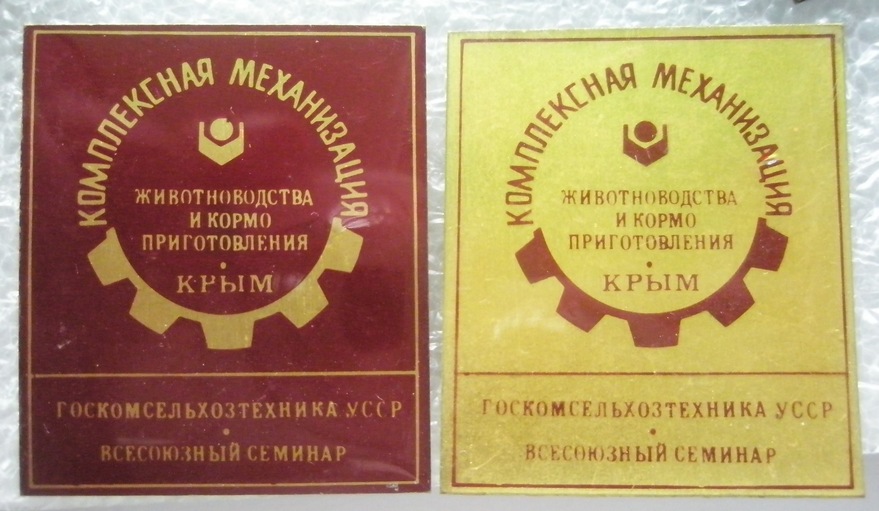 КОМПЛЕКСНАЯ МЕХАНИЗАЦИЯ
ЖИВОТНОВОДСТВА
И КОРМО
ПРИГОТОВЛЕНИЯ
•
КРЫМ
ГОСКОМСЕЛЬХОЗТЕХНИКА УССР
•
ВСЕСОЮЗНЫЙ СЕМИНАР
КОМПЛЕКСНАЯ МЕХАНИЗАЦИЯ
ЖИВОТНОВОДСТВА
И КОРМО
ПРИГОТОВЛЕНИЯ
•
КРЫМ
ГОСКОМСЕЛЬХОЗТЕХНИКА УССР
•
ВСЕСОЮЗНЫЙ СЕМИНАР